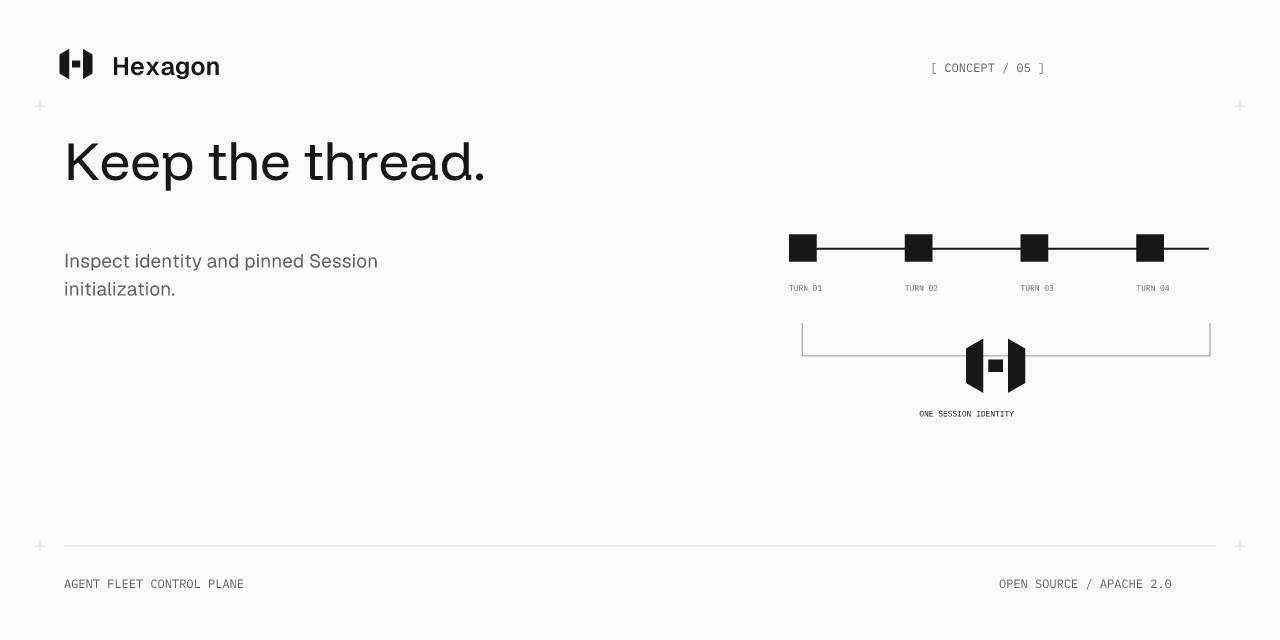 Hexagon
[ CONCEPT / 05 ]
Keep the thread.
Inspect identity and pinned Session
initialization.
TURN 01
TURN 02
TURN 03
TURN 04
ONE SESSION IDENTITY
AGENT FLEET CONTROL PLANE
OPEN SOURCE / APACHE 2.0